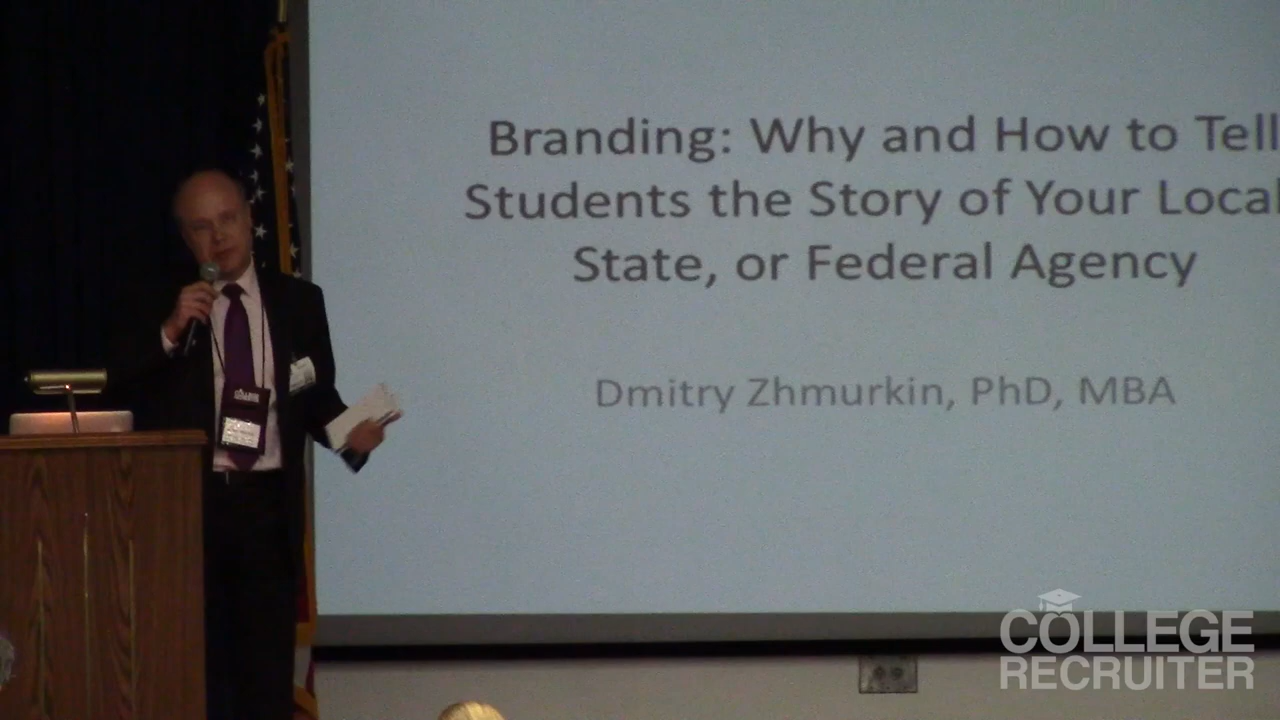 Branding: Why and How to Tell
Students the Story of Your Local
State, or Federal Agency
Dmitry Zhmurkin, PhD, MBA
COLLEGE
RECRUITER